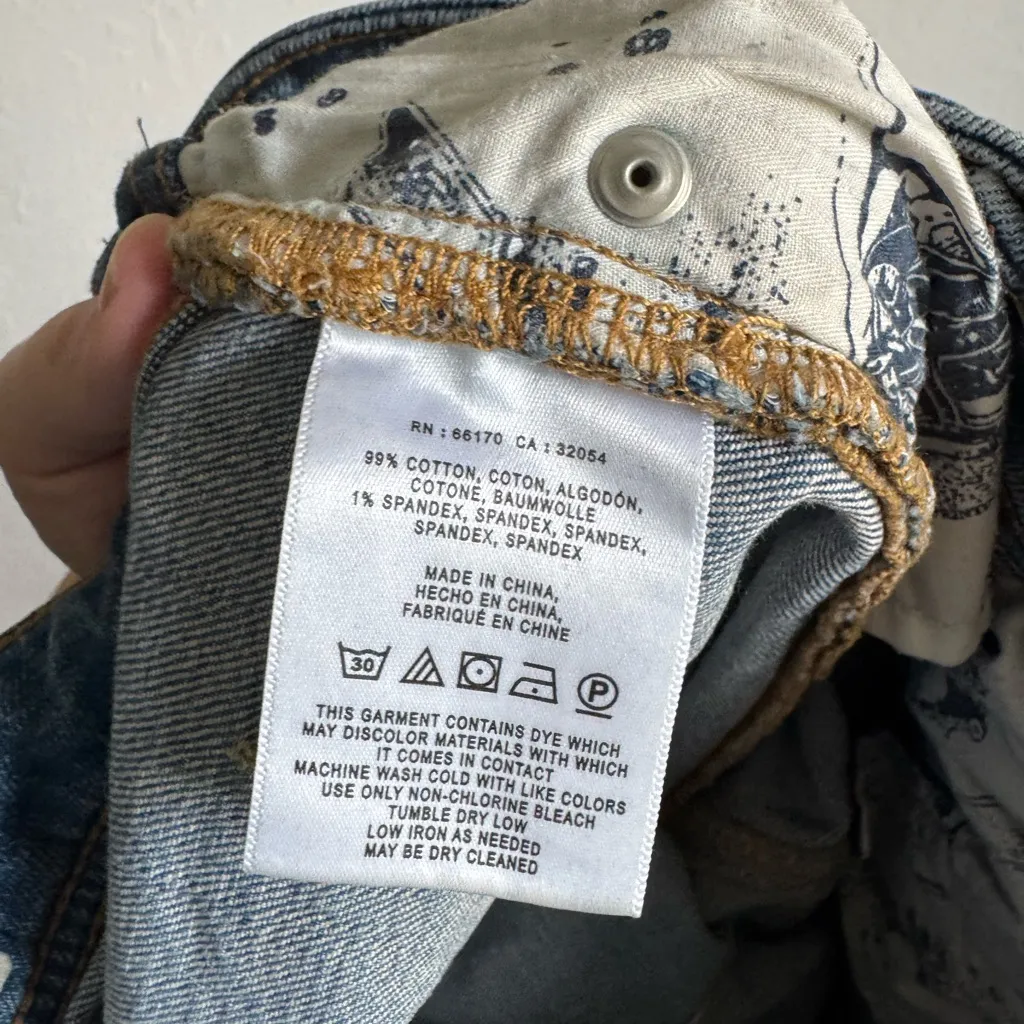 RN : 66170 CA : 32054
99% COTTON, COTON, ALGODÓN,
COTONE, BAUMWOLLE
1% SPANDEX, SPANDEX, SPANDEX,
SPANDEX, SPANDEX
MADE IN CHINA,
HECHO EN CHINA,
FABRIQUÉ EN CHINE
30 P
THIS GARMENT CONTAINS DYE WHICH
MAY DISCOLOR MATERIALS WITH WHICH
IT COMES IN CONTACT
MACHINE WASH COLD WITH LIKE COLORS
USE ONLY NON-CHLORINE BLEACH
TUMBLE DRY LOW
LOW IRON AS NEEDED
MAY BE DRY CLEANED